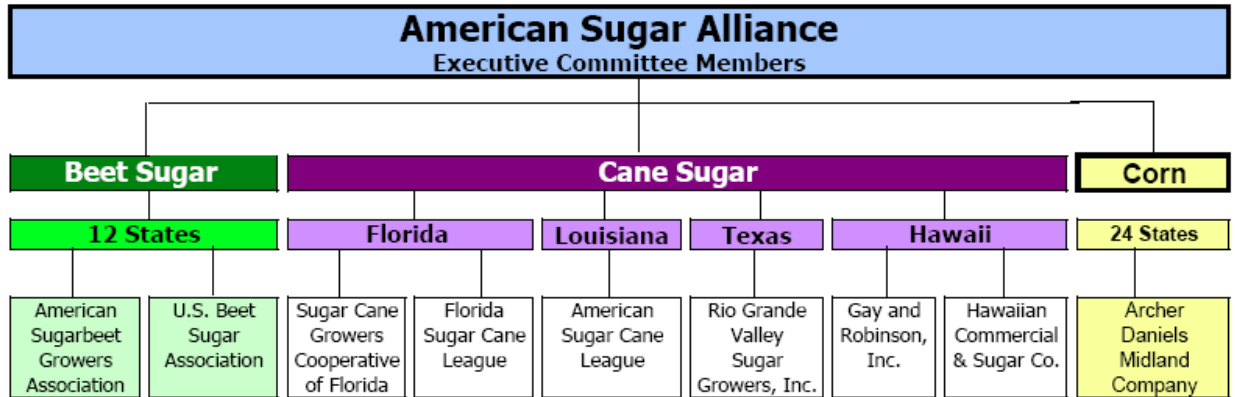 American Sugar Alliance
Executive Committee Members
Beet Sugar
Cane Sugar
Corn
12 States
Florida
Louisiana
Texas
Hawaii
24 States
American
Sugarbeet
Growers
Association
U.S. Beet
Sugar
Association
Sugar Cane
Growers
Cooperative
of Florida
Florida
Sugar Cane
League
American
Sugar Cane
League
Rio Grande
Valley
Sugar
Growers, Inc.
Gay and
Robinson,
Inc.
Hawaiian
Commercial
& Sugar Co.
Archer
Daniels
Midland
Company